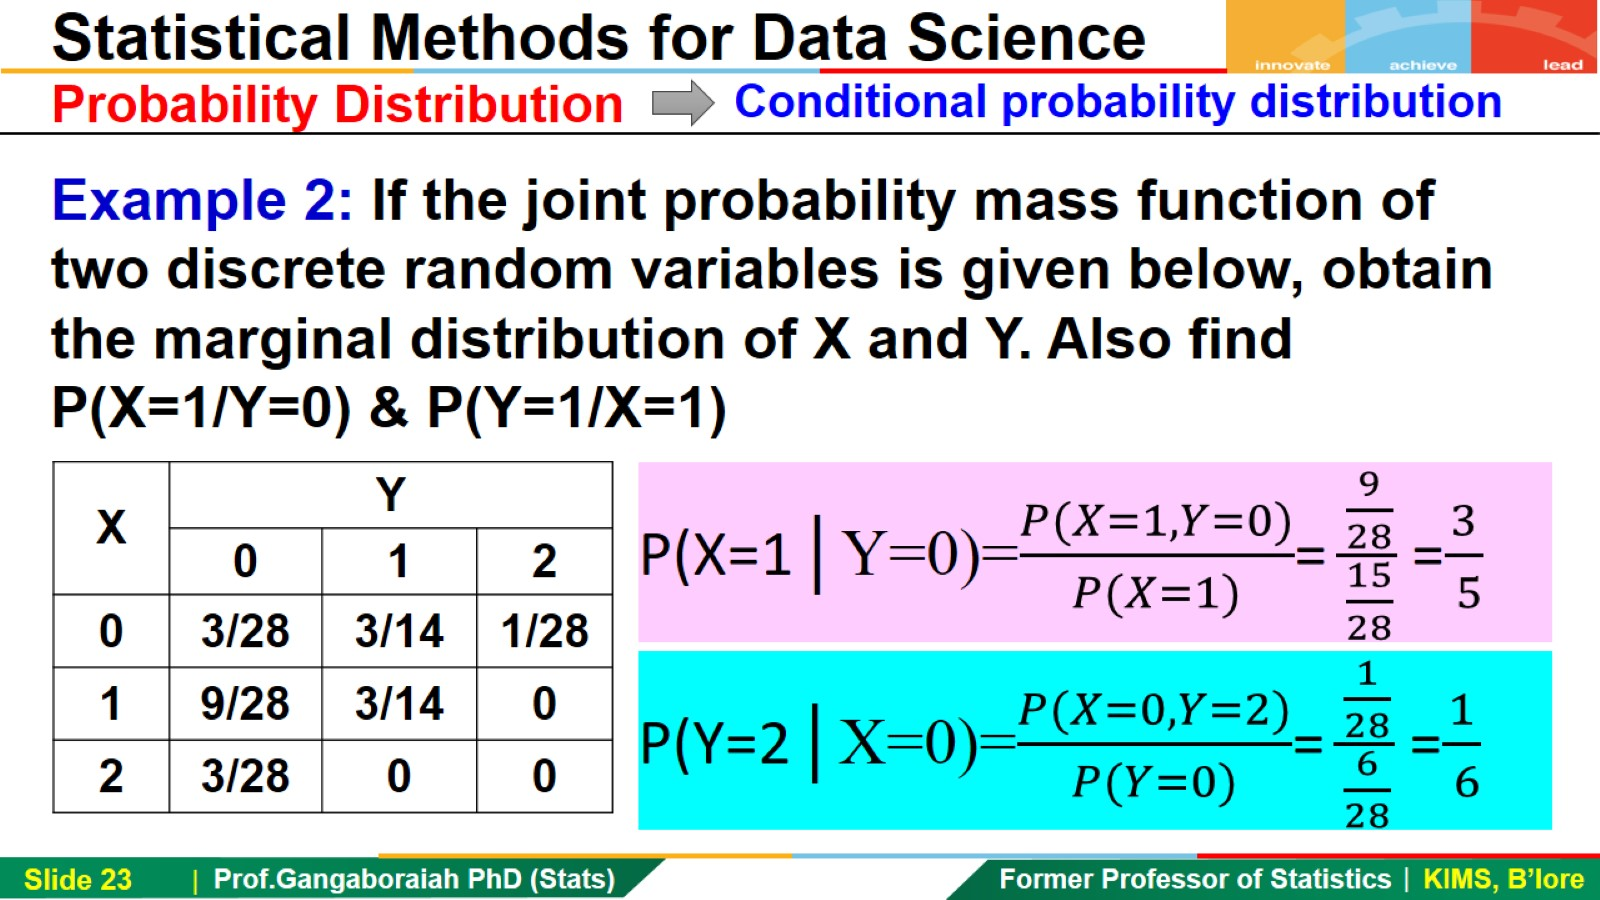 Statistical Methods for Data Science
innovate achieve lead
Probability Distribution Conditional probability distribution
Example 2: If the joint probability mass function of
two discrete random variables is given below, obtain
the marginal distribution of X and Y. Also find
P(X=1/Y=0) & P(Y=1/X=1)
X Y
0 1 2
0 3/28 3/14 1/28
1 9/28 3/14 0
2 3/28 0 0
P(X=1 | Y=0)= P(X=1,Y=0) / P(X=1) = 9/28 / 15/28 = 3/5
P(Y=2 | X=0)= P(X=0,Y=2) / P(Y=0) = 1/28 / 6/28 = 1/6
Slide 23 | Prof.Gangaboraiah PhD (Stats) Former Professor of Statistics | KIMS, B’lore